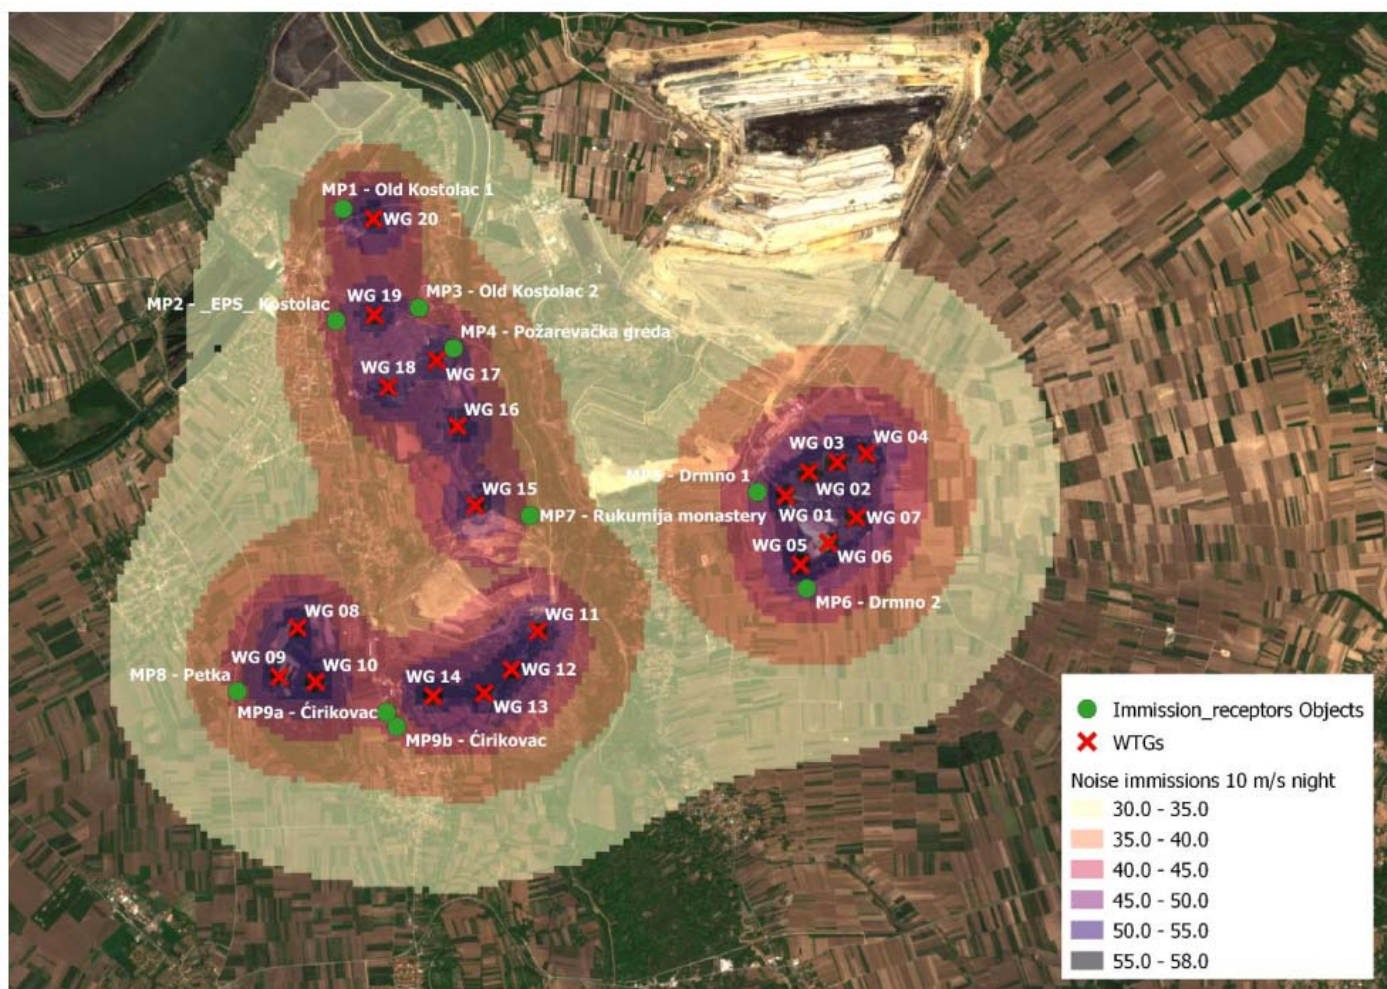 MP1 - Old Kostolac 1
WG 20
WG 19
MP3 - Old Kostolac 2
MP2 - _EPS_ Kostolac
MP4 - Požarevačka greda
WG 17
WG 18
WG 16
WG 03
WG 04
MP5 - Drmno 1
WG 02
WG 15
WG 01
MP7 - Rukumija monastery
WG 07
WG 05
WG 06
MP6 - Drmno 2
WG 08
WG 11
WG 09
WG 10
WG 12
MP8 - Petka
WG 14
WG 13
MP9a - Ćirikovac
MP9b - Ćirikovac
Immission_receptors Objects
WTGs
Noise immissions 10 m/s night
30.0 - 35.0
35.0 - 40.0
40.0 - 45.0
45.0 - 50.0
50.0 - 55.0
55.0 - 58.0